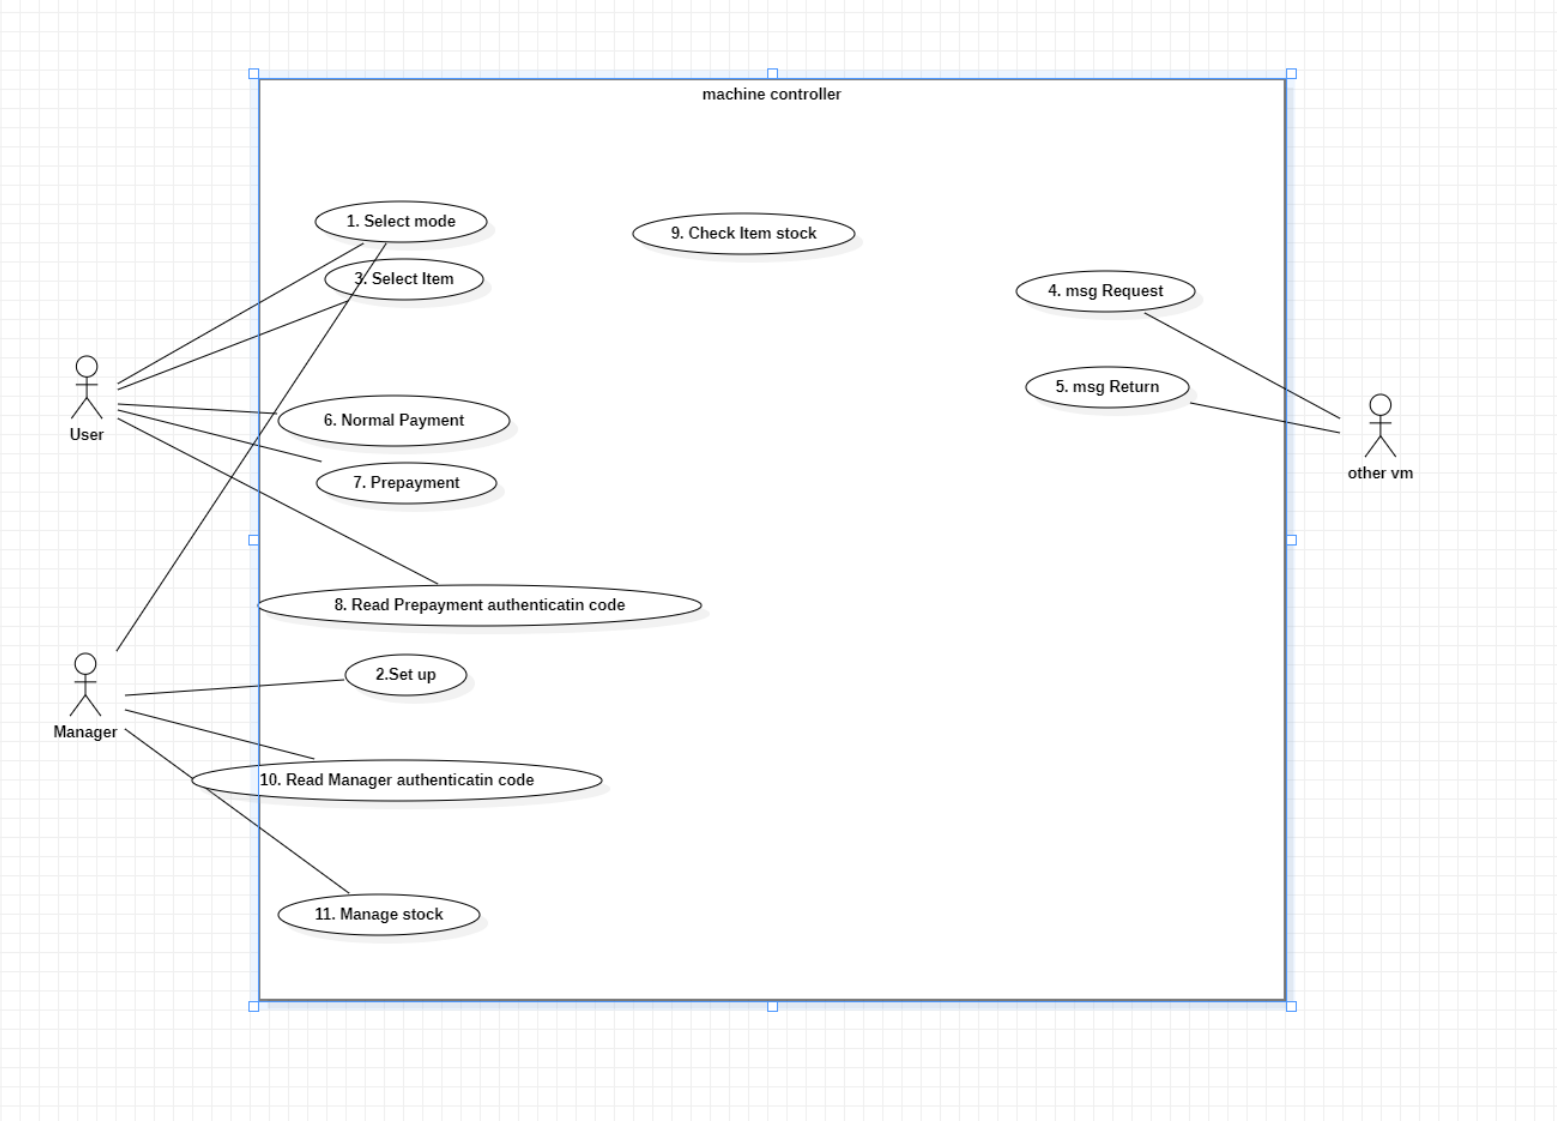 machine controller
1. Select mode
9. Check Item stock
3. Select Item
4. msg Request
5. msg Return
User
6. Normal Payment
other vm
7. Prepayment
8. Read Prepayment authenticatin code
2.Set up
Manager
10. Read Manager authenticatin code
11. Manage stock